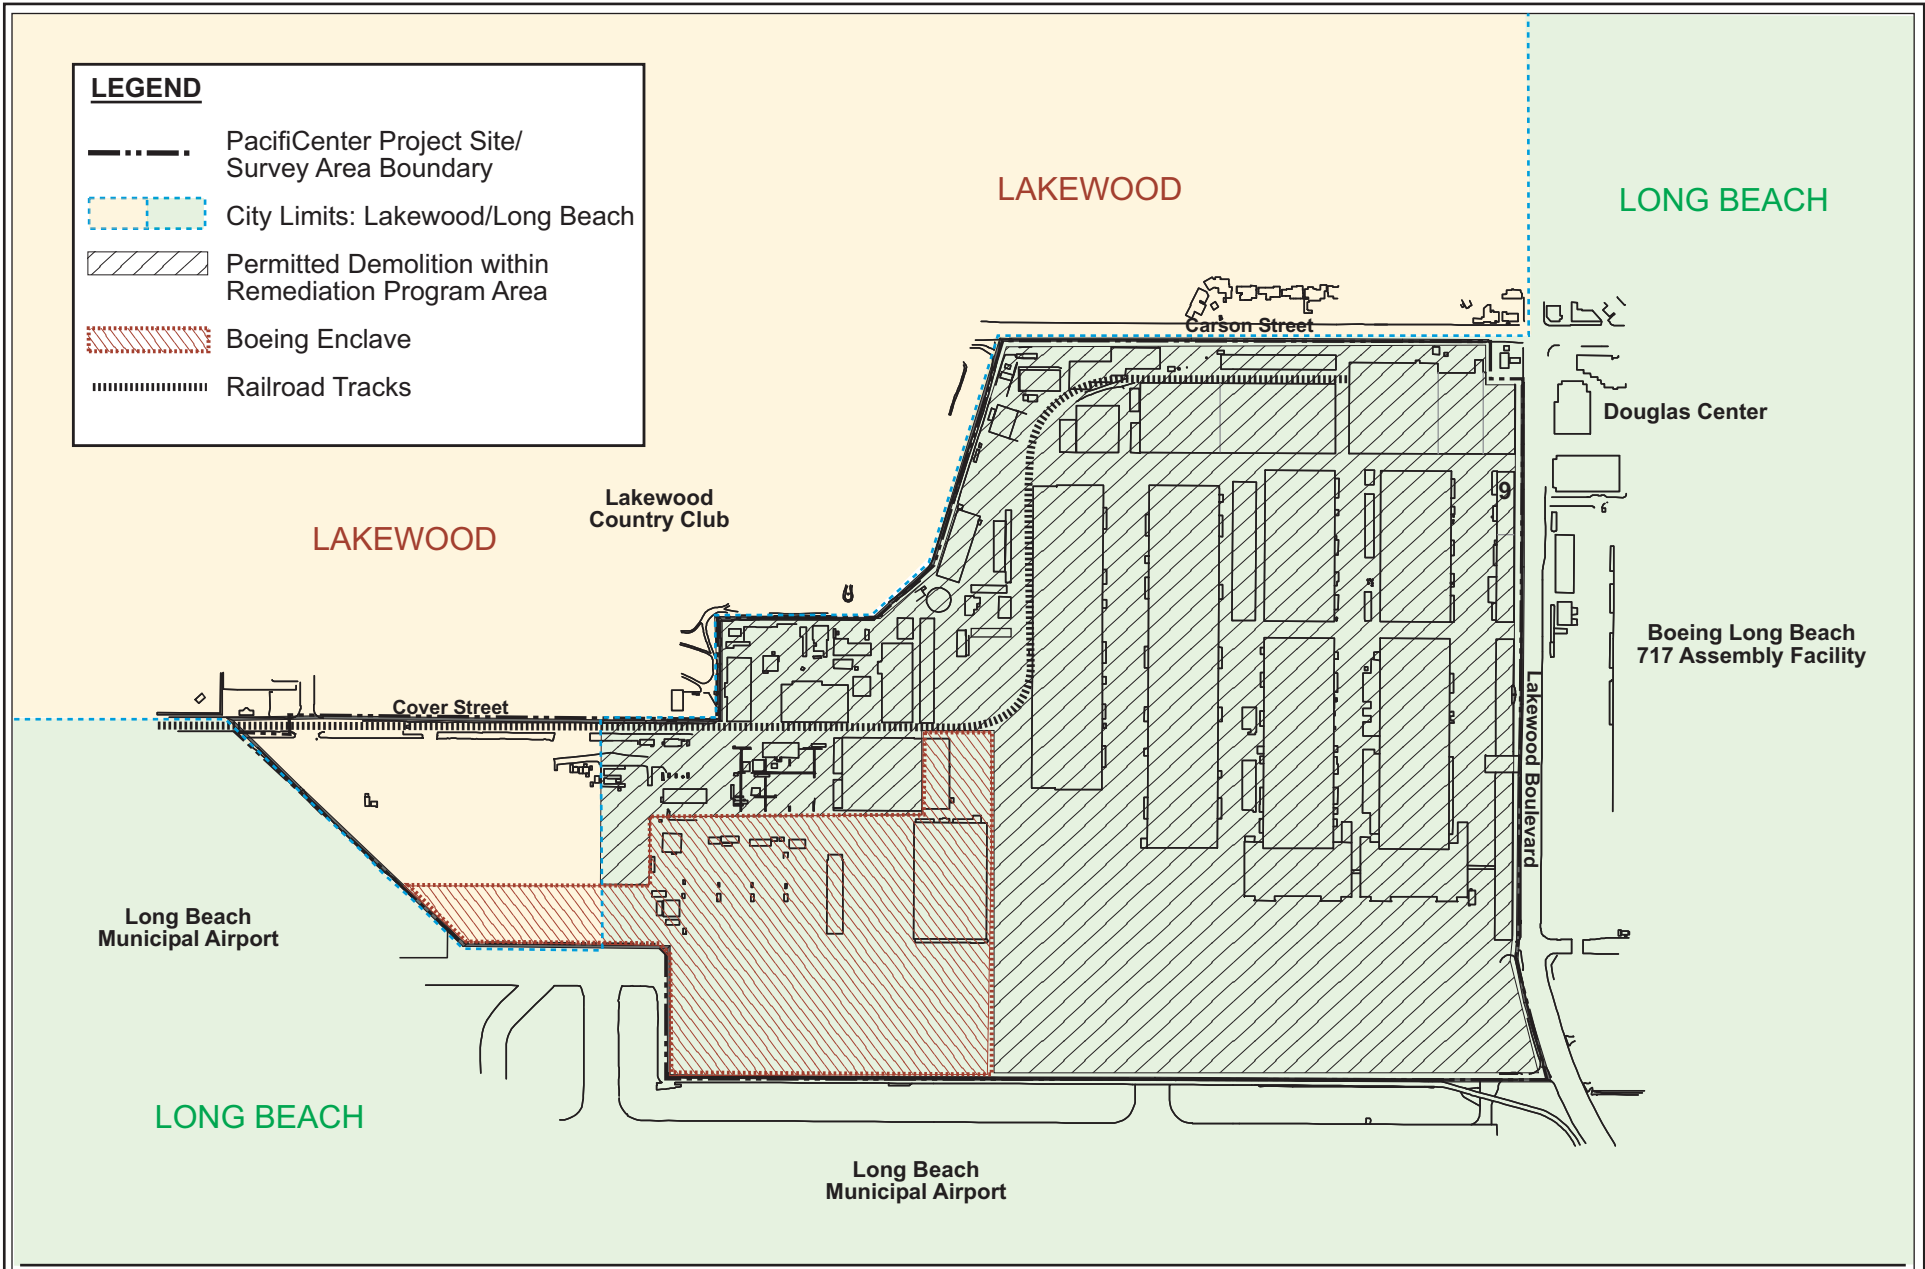 LEGEND
PacifiCenter Project Site/
Survey Area Boundary
City Limits: Lakewood/Long Beach
Permitted Demolition within
Remediation Program Area
Boeing Enclave
Railroad Tracks
LAKEWOOD
LONG BEACH
Carson Street
Douglas Center
Lakewood
Country Club
9
LAKEWOOD
Boeing Long Beach
717 Assembly Facility
Cover Street
Lakewood Boulevard
Long Beach
Municipal Airport
LONG BEACH
Long Beach
Municipal Airport